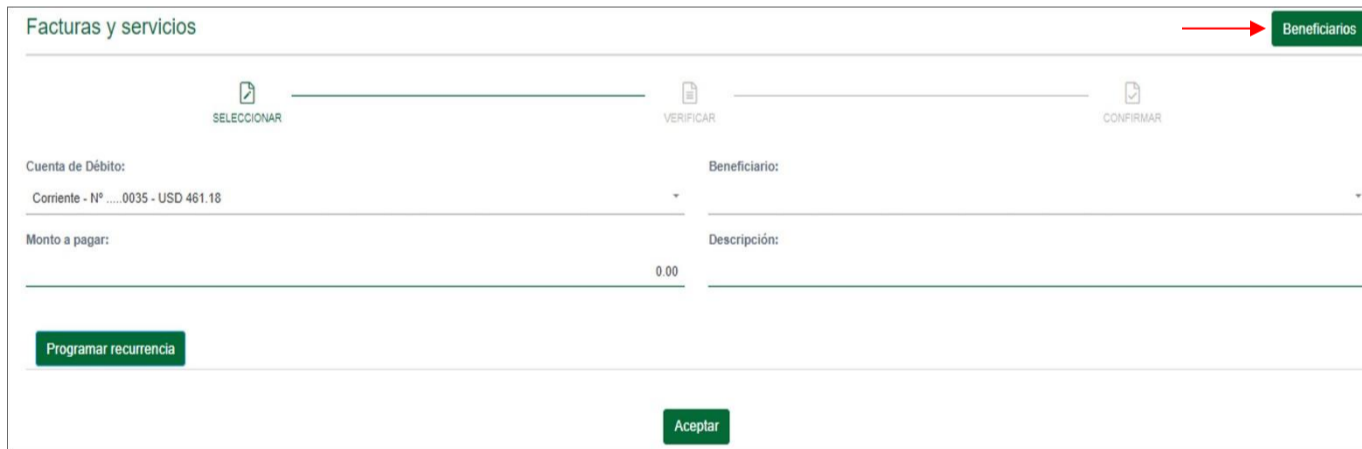 Facturas y servicios
Beneficiarios
SELECCIONAR
VERIFICAR
CONFIRMAR
Cuenta de Débito:
Beneficiario:
Corriente - Nº .....0035 - USD 461.18
Monto a pagar:
Descripción:
0.00
Programar recurrencia
Aceptar